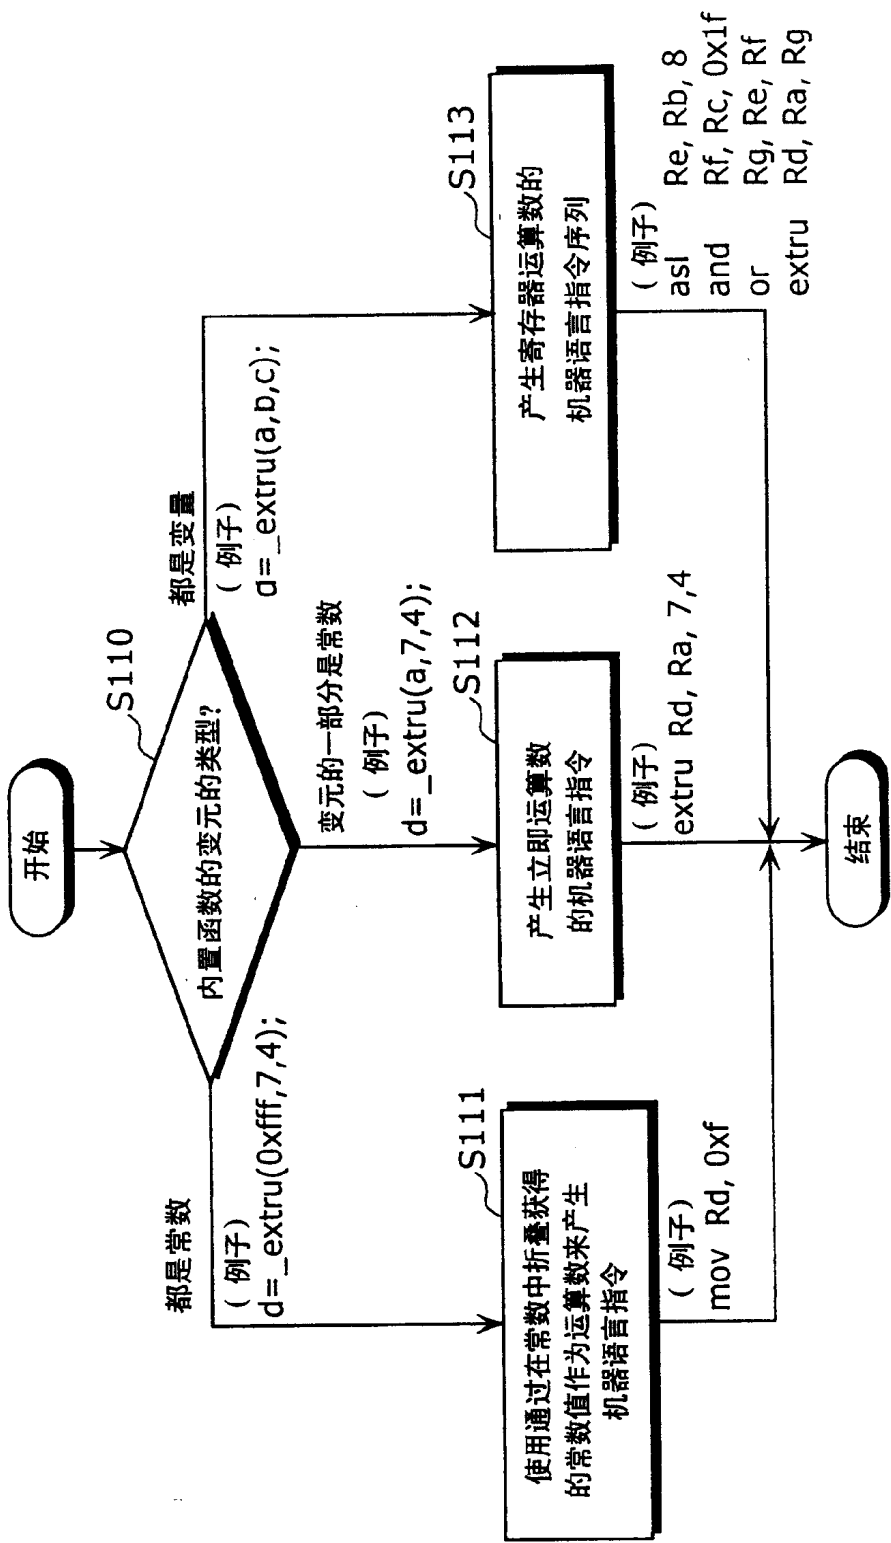 开始
S110
内置函数的变元的类型?
都是常数
( 例子)
d=_extru(0xfff,7,4);
变元的一部分是常数
( 例子)
d=_extru(a,7,4);
都是变量
( 例子)
d=_extru(a,b,c);
S111
使用通过在常数中折叠获得
的常数值作为运算数来产生
机器语言指令
( 例子)
mov Rd, 0xf
S112
产生立即运算数
的机器语言指令
( 例子)
extru Rd, Ra, 7,4
S113
产生寄存器运算数的
机器语言指令序列
( 例子)
asl Re, Rb, 8
and Rf, Rc, 0x1f
or Rg, Re, Rf
extru Rd, Ra, Rg
结束